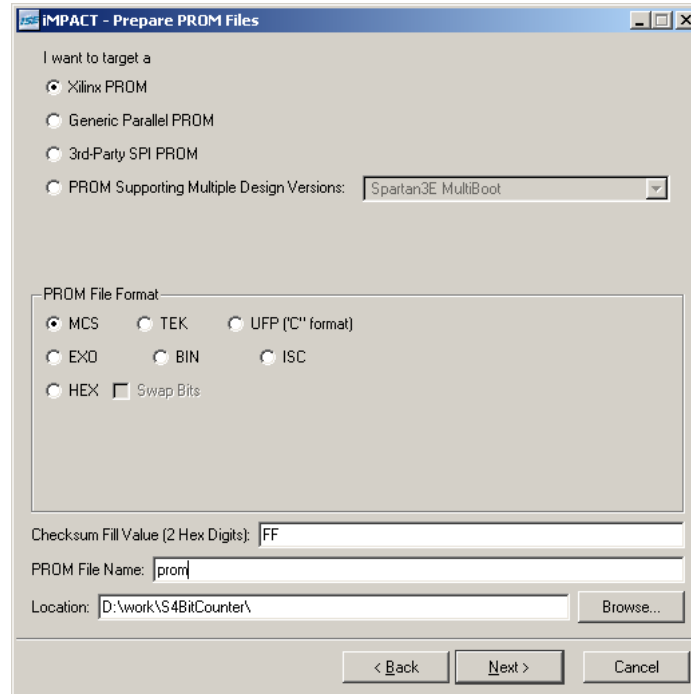 ISE iMPACT - Prepare PROM Files
I want to target a
Xilinx PROM
Generic Parallel PROM
3rd-Party SPI PROM
PROM Supporting Multiple Design Versions: Spartan3E MultiBoot
PROM File Format
MCS TEK UFP ("C" format)
EXO BIN ISC
HEX Swap Bits
Checksum Fill Value (2 Hex Digits): FF
PROM File Name: prom
Location: D:\work\S4BitCounter\ Browse...
< Back Next > Cancel